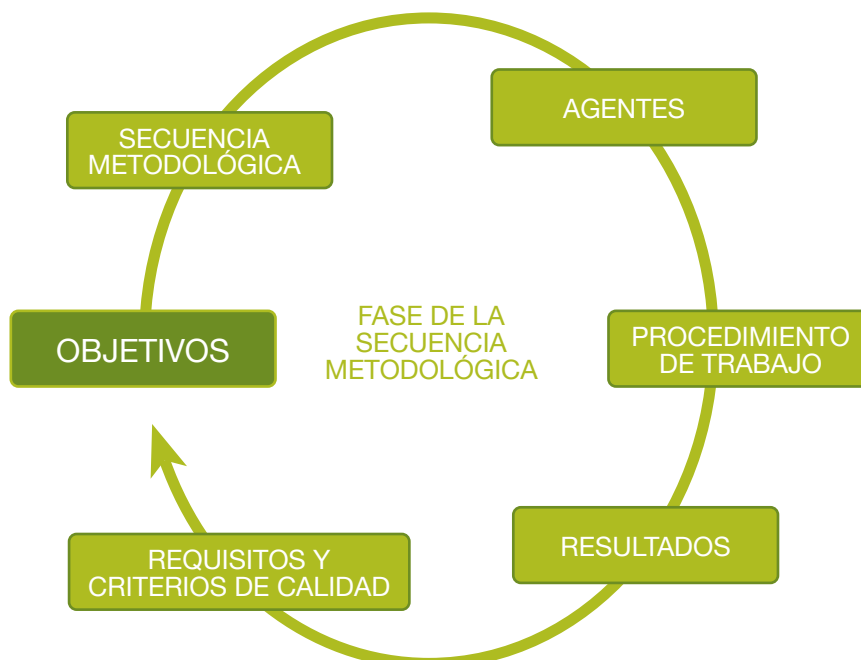 AGENTES
SECUENCIA
METODOLÓGICA
FASE DE LA
SECUENCIA
METODOLÓGICA
OBJETIVOS
PROCEDIMIENTO
DE TRABAJO
RESULTADOS
REQUISITOS Y
CRITERIOS DE CALIDAD